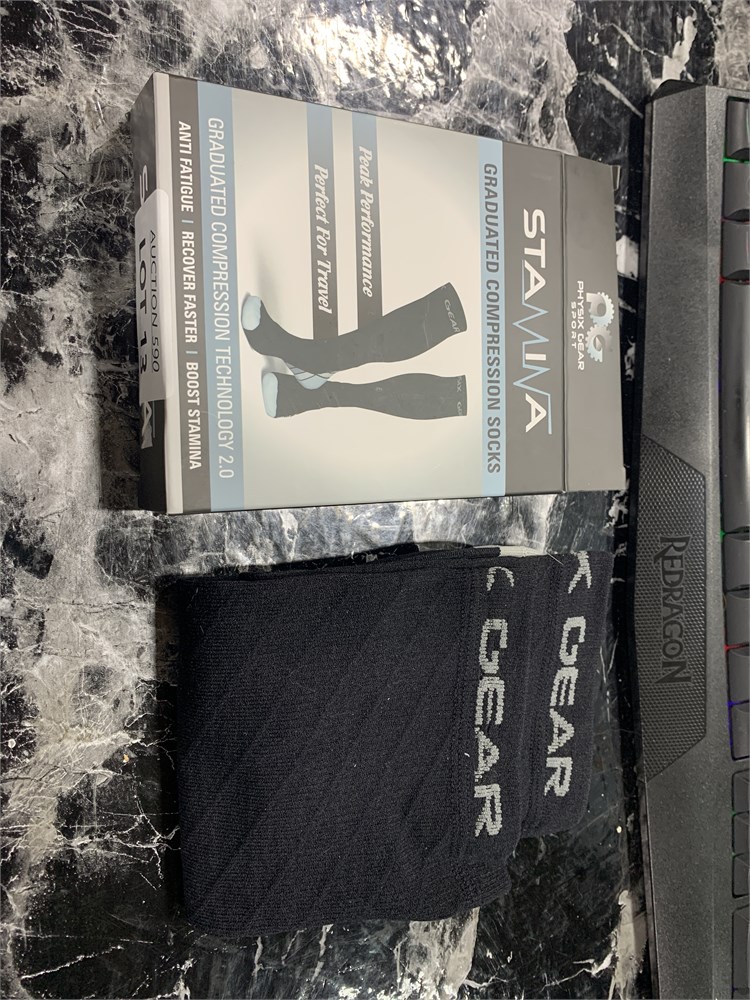 PHYSIX GEAR
SPORT
STAMINA
GRADUATED COMPRESSION SOCKS
Peak Performance
Perfect For Travel
GEAR
GRADUATED COMPRESSION TECHNOLOGY 2.0
ANTI FATIGUE | RECOVER FASTER | BOOST STAMINA
AUCTION 590
LOT 13
GEAR
GEAR
REDRAGON